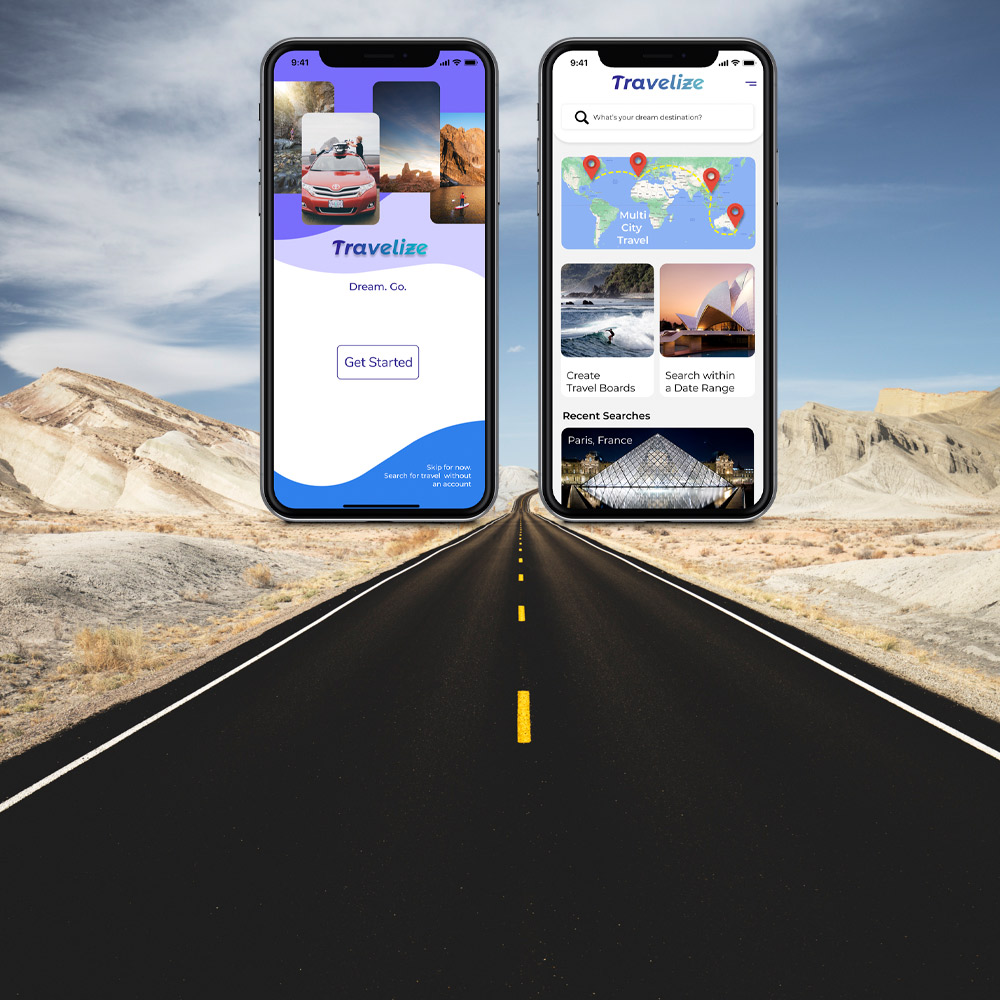 9:41
Travelize
Dream. Go.
Get Started
Skip for now.
Search for travel without
an account
9:41
Travelize
What's your dream destination?
Multi
City
Travel
Create
Travel Boards
Search within
a Date Range
Recent Searches
Paris, France